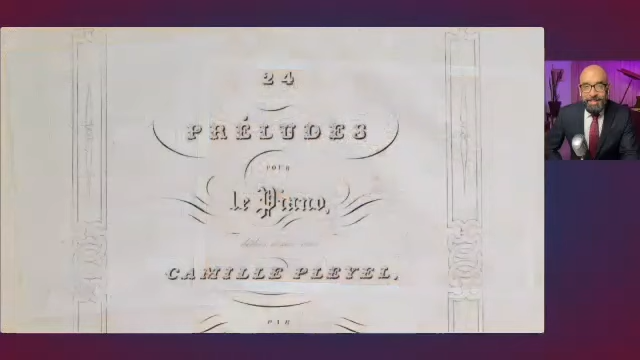 24
PRÉLUDES
POUR
le Piano,
CAMILLE PLEYEL.
PAR